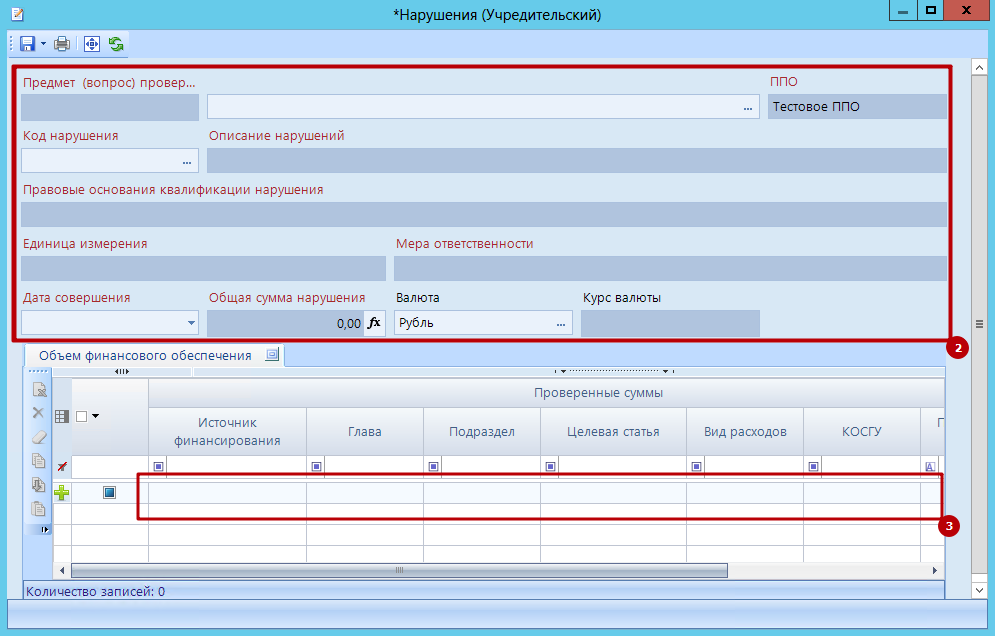 *Нарушения (Учредительский)
Предмет (вопрос) провер... ППО
... Тестовое ППО
Код нарушения Описание нарушений
...
Правовые основания квалификации нарушения
Единица измерения Мера ответственности
Дата совершения Общая сумма нарушения Валюта Курс валюты
0,00 fx Рубль ...
2
Объем финансового обеспечения
Проверенные суммы
Источник финансирования Глава Подраздел Целевая статья Вид расходов КОСГУ
A
3
Количество записей: 0